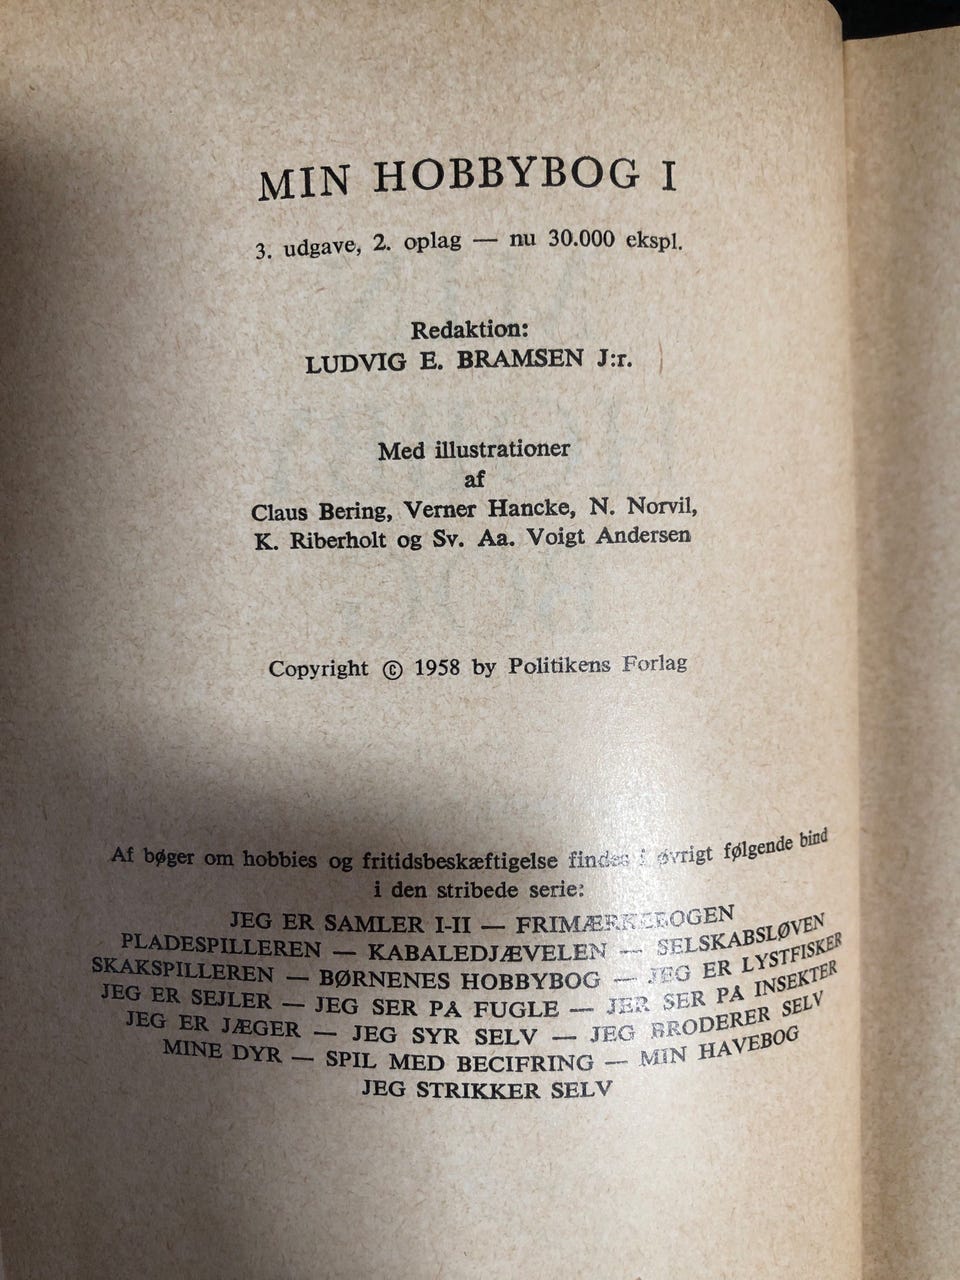 MIN HOBBYBOG I
3. udgave, 2. oplag — nu 30.000 ekspl.
Redaktion:
LUDVIG E. BRAMSEN J:r.
Med illustrationer
af
Claus Bering, Verner Hancke, N. Norvil,
K. Riberholt og Sv. Aa. Voigt Andersen
Copyright © 1958 by Politikens Forlag
Af bøger om hobbies og fritidsbeskæftigelse findes i øvrigt følgende bind
i den stribede serie:
JEG ER SAMLER I-II — FRIMÆRKEBOGEN
PLADESPILLEREN — KABALEDJÆVELEN — SELSKABSLØVEN
SKAKSPILLEREN — BØRNENES HOBBYBOG — JEG ER LYSTFISKER
JEG ER SEJLER — JEG SER PA FUGLE — JEG SER PA INSEKTER
JEG ER JÆGER — JEG SYR SELV — JEG BRODERER SELV
MINE DYR — SPIL MED BECIFRING — MIN HAVEBOG
JEG STRIKKER SELV